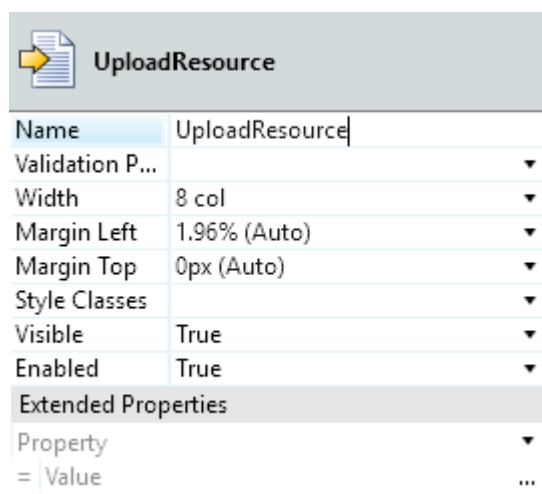 UploadResource
Name UploadResource
Validation P...
Width 8 col
Margin Left 1.96% (Auto)
Margin Top 0px (Auto)
Style Classes
Visible True
Enabled True
Extended Properties
Property
= Value ...